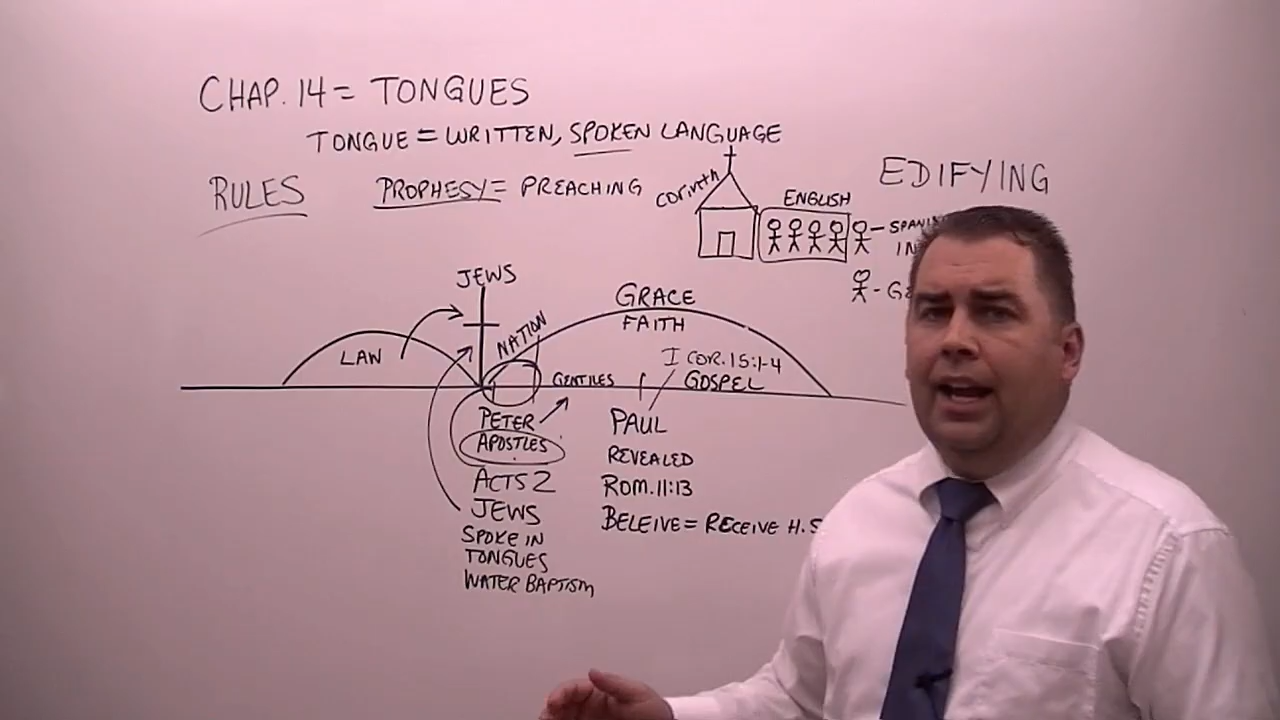 CHAP. 14 = TONGUES
TONGUE = WRITTEN, SPOKEN LANGUAGE
RULES
PROPHESY = PREACHING
corinth
ENGLISH
EDIFYING
JEWS
LAW
NATION
GRACE
FAITH
GENTILES
I COR. 15:1-4
GOSPEL
PETER
APOSTLES
ACTS 2
JEWS
SPOKE IN
TONGUES
WATER BAPTISM
PAUL
REVEALED
ROM. 11:13
BELEIVE = RECEIVE H.S